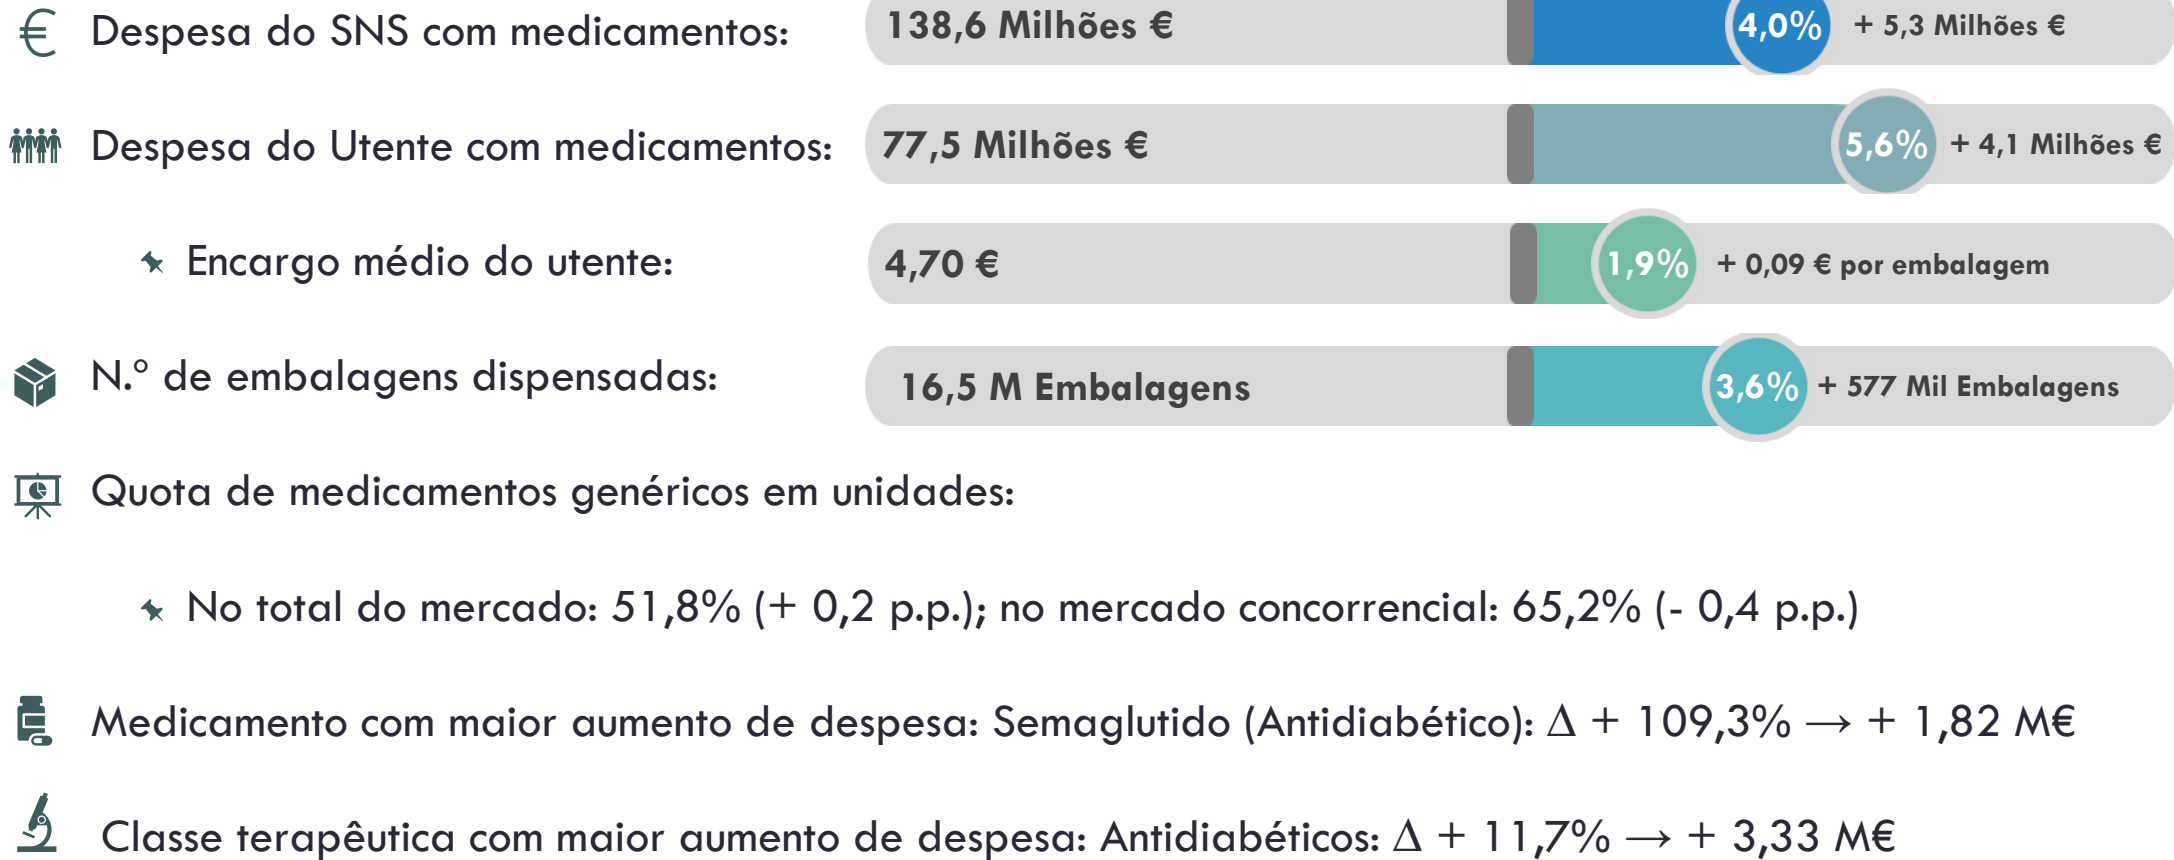 Despesa do SNS com medicamentos: 138,6 Milhões € 4,0% + 5,3 Milhões €
Despesa do Utente com medicamentos: 77,5 Milhões € 5,6% + 4,1 Milhões €
Encargo médio do utente: 4,70 € 1,9% + 0,09 € por embalagem
N.º de embalagens dispensadas: 16,5 M Embalagens 3,6% + 577 Mil Embalagens
Quota de medicamentos genéricos em unidades:
No total do mercado: 51,8% (+ 0,2 p.p.); no mercado concorrencial: 65,2% (- 0,4 p.p.)
Medicamento com maior aumento de despesa: Semaglutido (Antidiabético): Δ + 109,3% → + 1,82 M€
Classe terapêutica com maior aumento de despesa: Antidiabéticos: Δ + 11,7% → + 3,33 M€